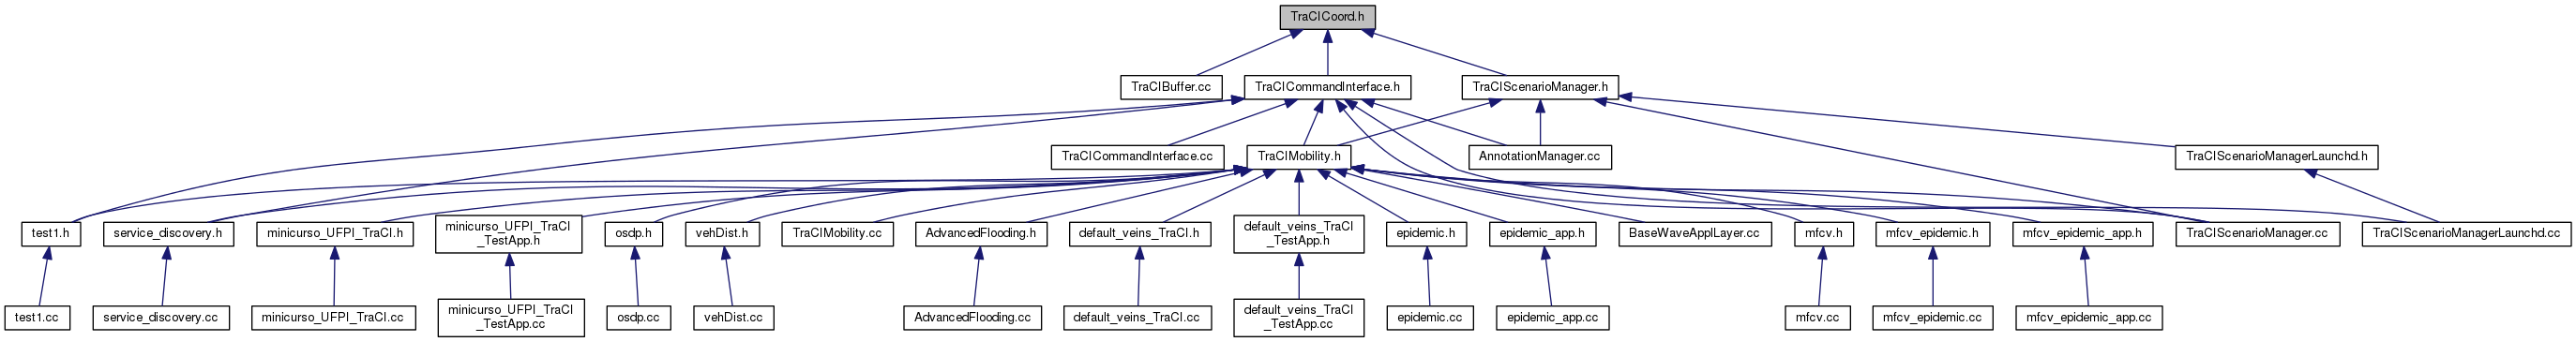 TraCICoord.h
TraCIBuffer.cc
TraCICommandInterface.h
TraCIScenarioManager.h
TraCICommandInterface.cc
TraCIMobility.h
AnnotationManager.cc
TraCIScenarioManagerLaunchd.h
test1.h
service_discovery.h
minicurso_UFPI_TraCI.h
minicurso_UFPI_TraCI
_TestApp.h
osdp.h
vehDist.h
TraCIMobility.cc
AdvancedFlooding.h
default_veins_TraCI.h
default_veins_TraCI
_TestApp.h
epidemic.h
epidemic_app.h
BaseWaveApplLayer.cc
mfcv.h
mfcv_epidemic.h
mfcv_epidemic_app.h
TraCIScenarioManager.cc
TraCIScenarioManagerLaunchd.cc
test1.cc
service_discovery.cc
minicurso_UFPI_TraCI.cc
minicurso_UFPI_TraCI
_TestApp.cc
osdp.cc
vehDist.cc
AdvancedFlooding.cc
default_veins_TraCI.cc
default_veins_TraCI
_TestApp.cc
epidemic.cc
epidemic_app.cc
mfcv.cc
mfcv_epidemic.cc
mfcv_epidemic_app.cc